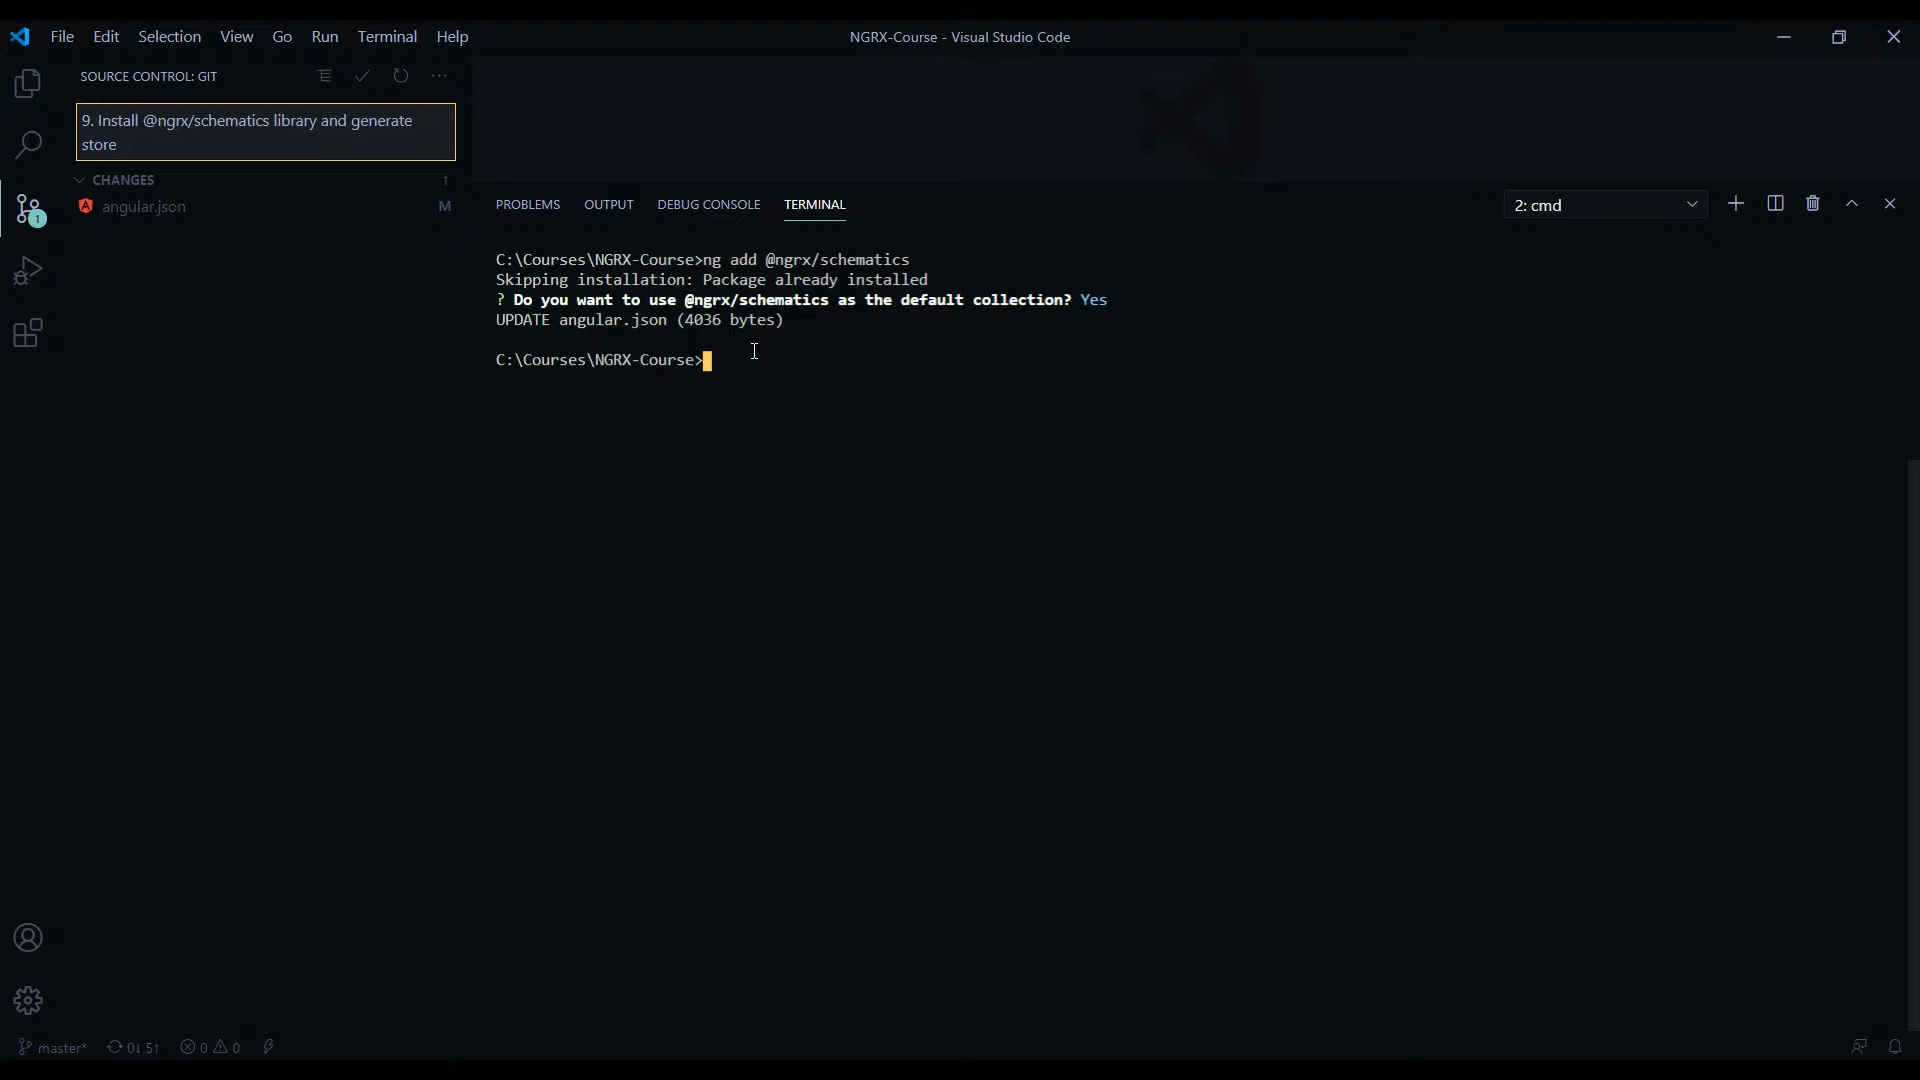 File Edit Selection View Go Run Terminal Help
NGRX-Course - Visual Studio Code
SOURCE CONTROL: GIT
9. Install @ngrx/schematics library and generate
store
CHANGES 1
angular.json M
1
PROBLEMS OUTPUT DEBUG CONSOLE TERMINAL
2: cmd
C:\Courses\NGRX-Course>ng add @ngrx/schematics
Skipping installation: Package already installed
? Do you want to use @ngrx/schematics as the default collection? Yes
UPDATE angular.json (4036 bytes)
C:\Courses\NGRX-Course>
master* 0↓ 5↑ 0 0